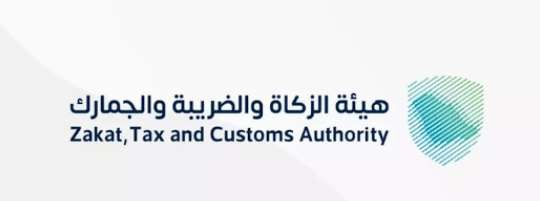 هيئة الزكاة والضريبة والجمارك
Zakat, Tax and Customs Authority